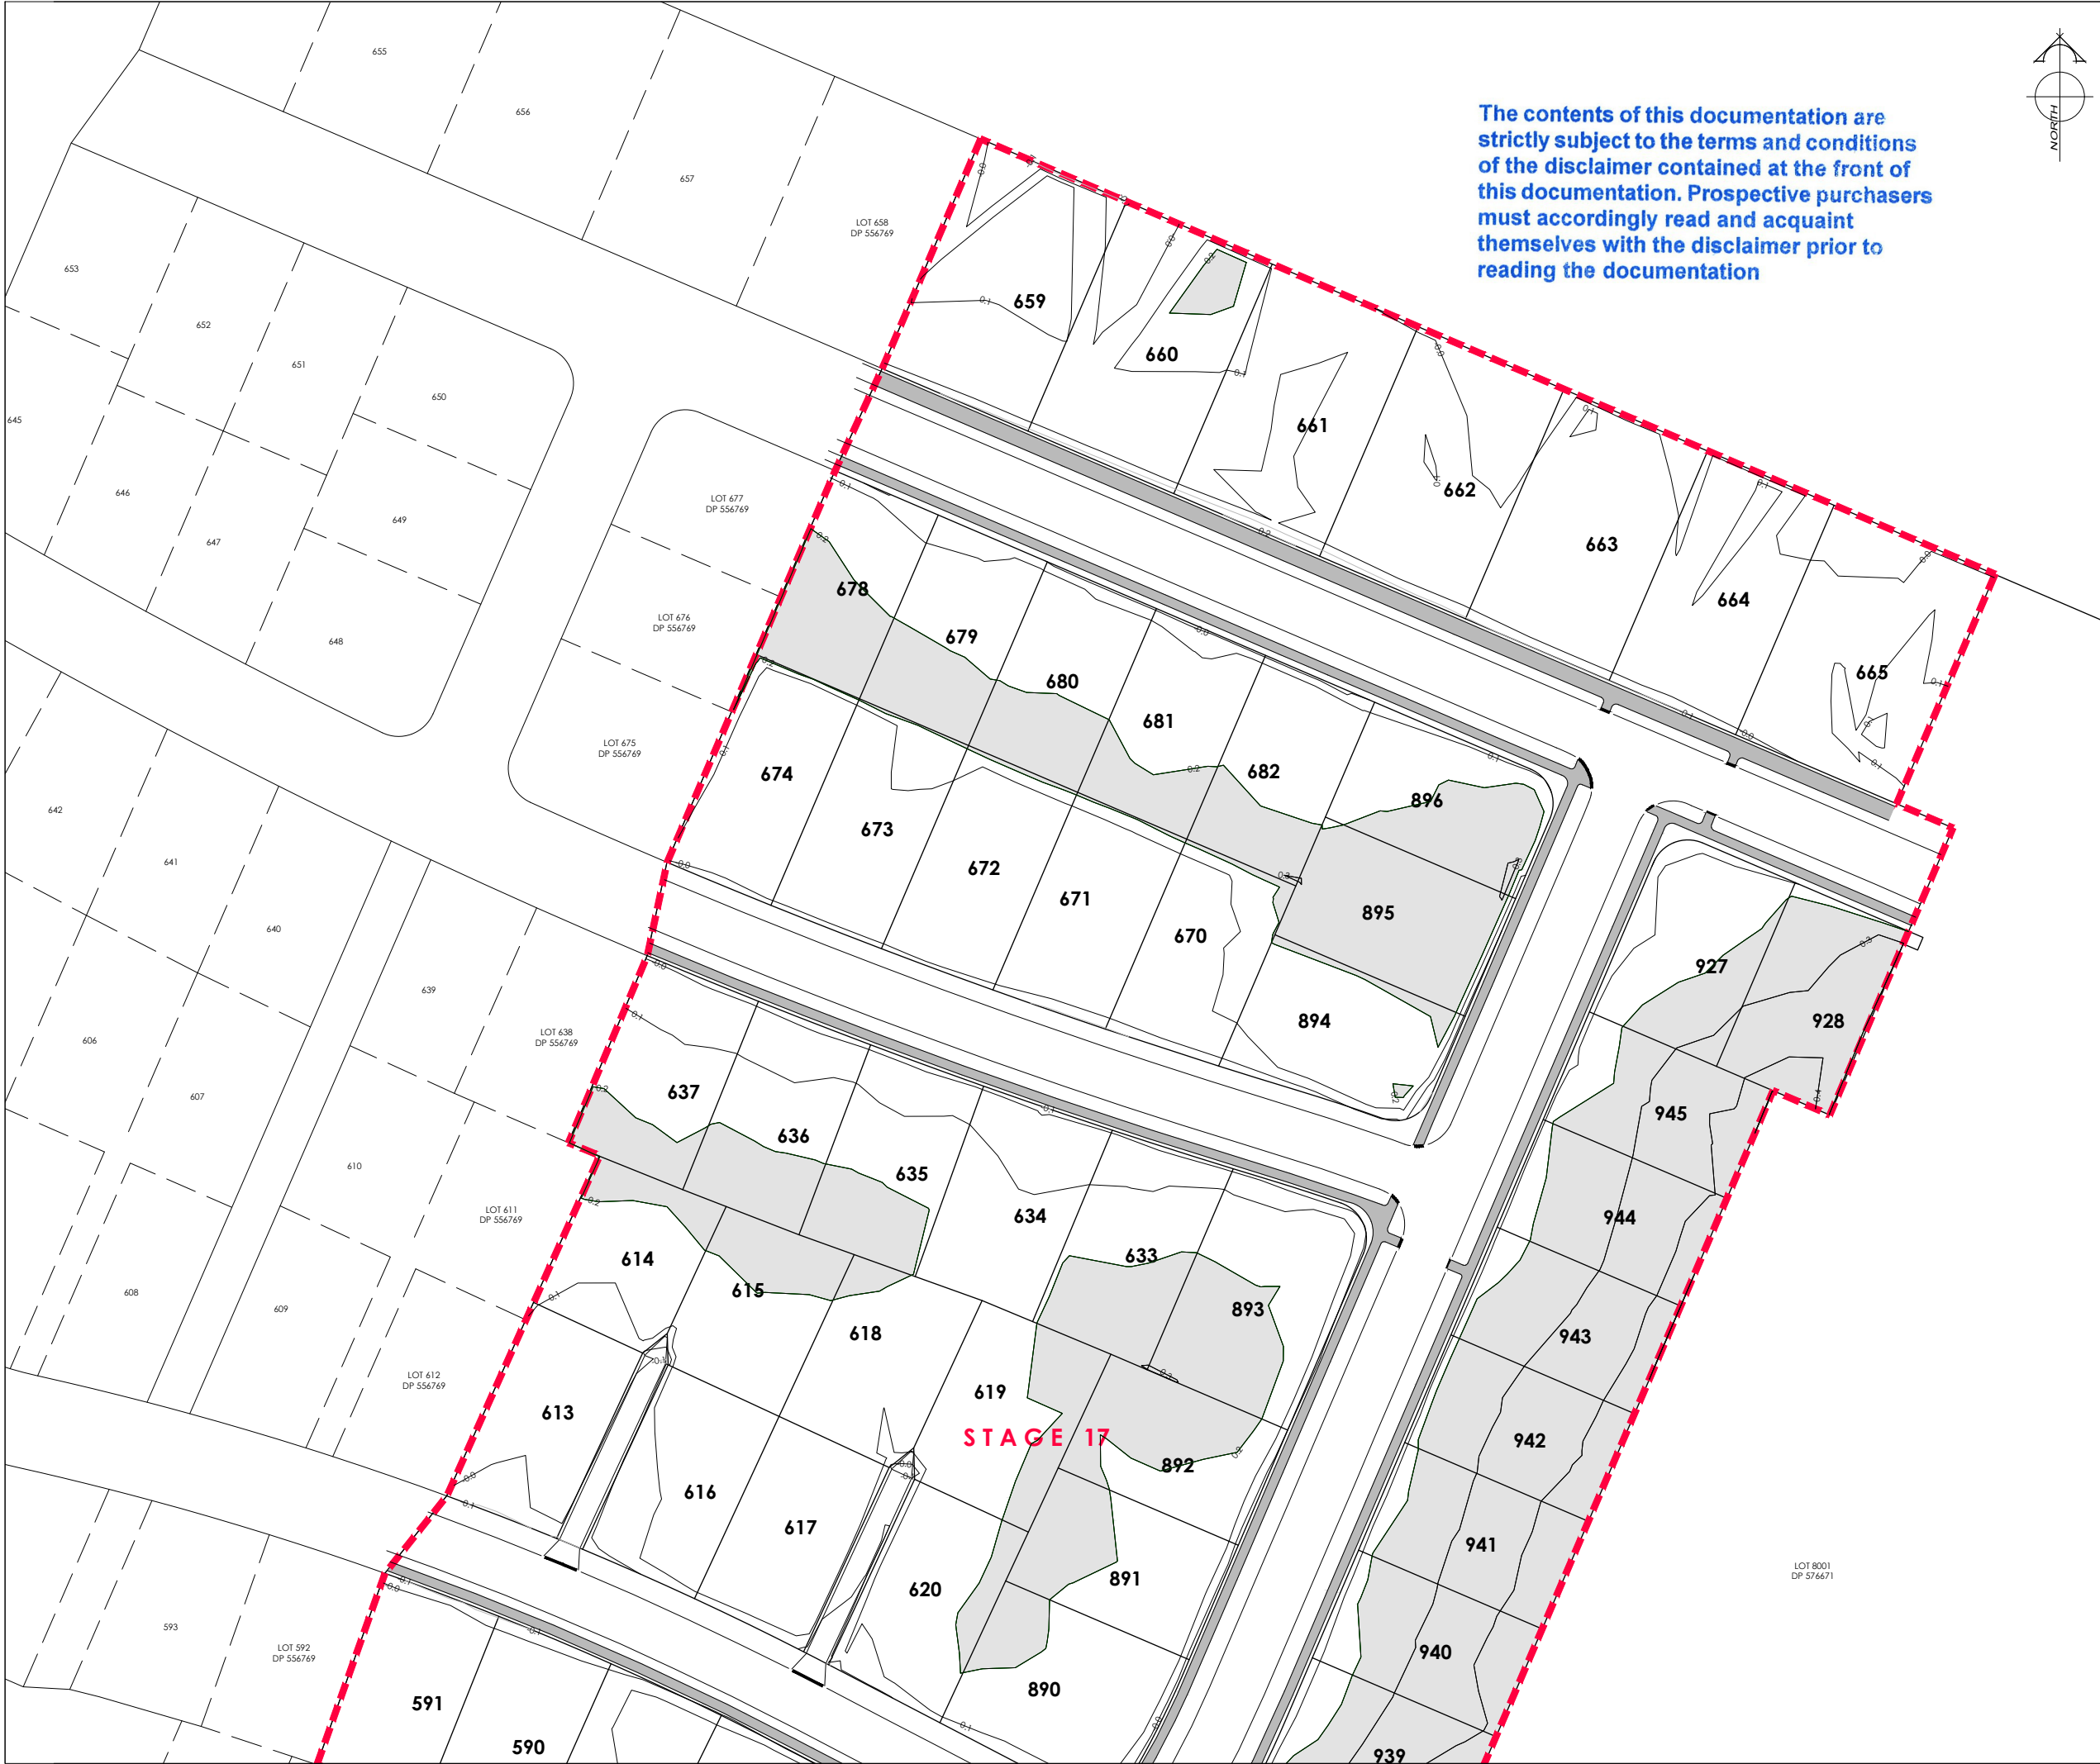 655
656
657
LOT 658
DP 556769
NORTH
The contents of this documentation are
strictly subject to the terms and conditions
of the disclaimer contained at the front of
this documentation. Prospective purchasers
must accordingly read and acquaint
themselves with the disclaimer prior to
reading the documentation
653
652
651
650
645
646
647
649
648
659
660
661
662
663
664
665
LOT 677
DP 556769
LOT 676
DP 556769
LOT 675
DP 556769
678
679
680
681
682
896
674
673
672
671
670
895
894
642
641
640
639
LOT 638
DP 556769
606
607
610
LOT 611
DP 556769
608
609
LOT 612
DP 556769
637
636
635
634
633
893
614
615
618
619
STAGE 17
892
613
616
617
620
891
890
927
928
945
944
943
942
941
940
939
LOT 8001
DP 576671
593
LOT 592
DP 556769
591
590